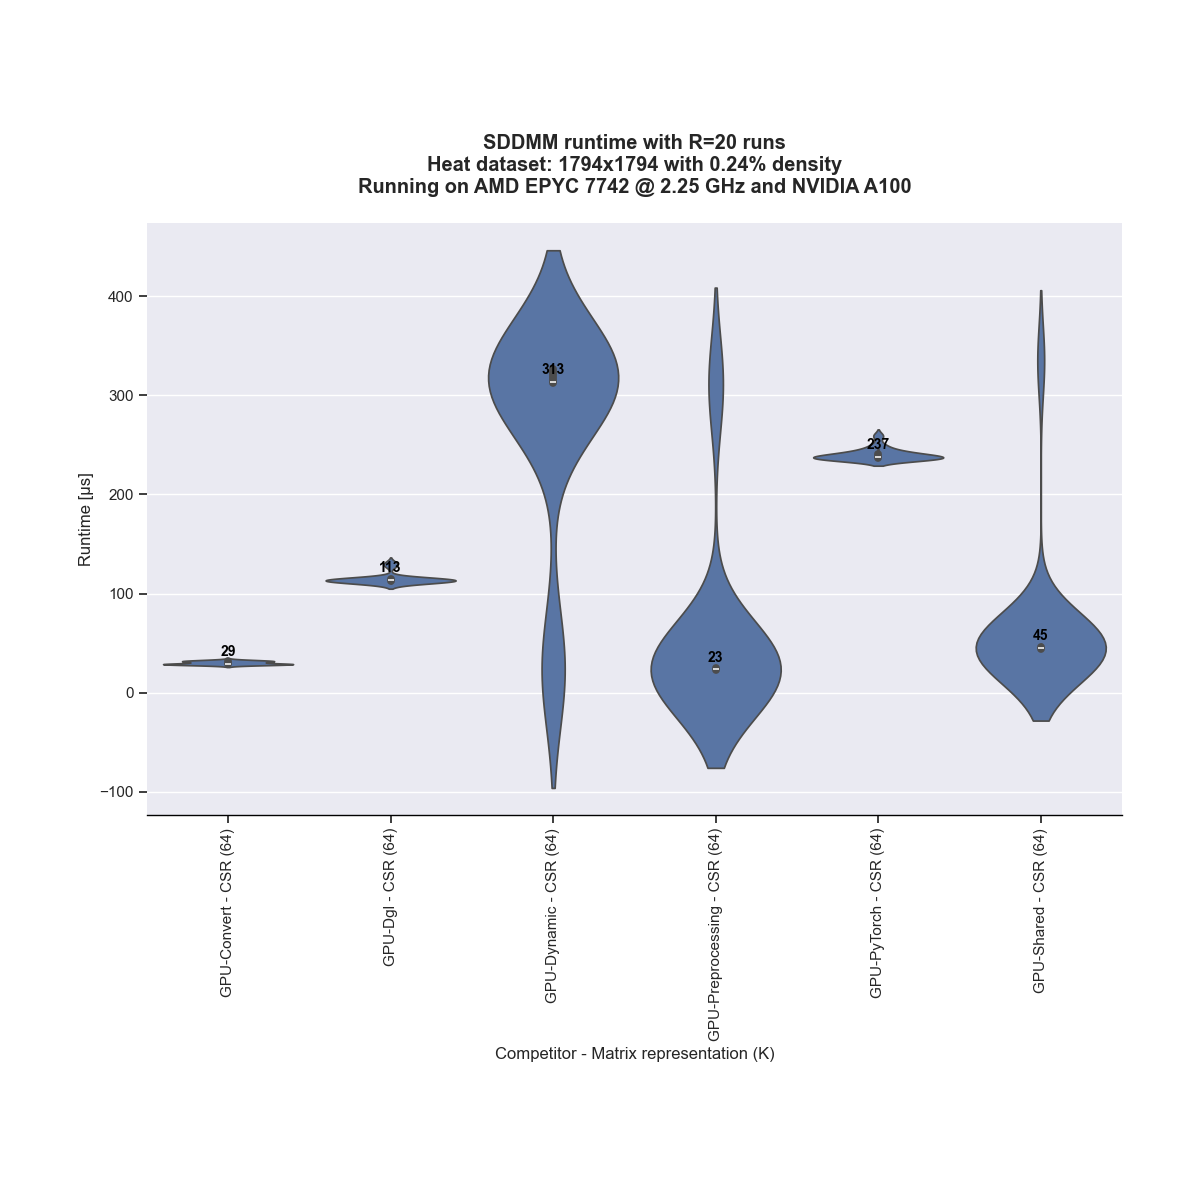 SDDMM runtime with R=20 runs
Heat dataset: 1794x1794 with 0.24% density
Running on AMD EPYC 7742 @ 2.25 GHz and NVIDIA A100
Runtime [μs]
400
300
200
100
0
−100
29
113
313
23
237
45
GPU-Convert - CSR (64)
GPU-Dgl - CSR (64)
GPU-Dynamic - CSR (64)
GPU-Preprocessing - CSR (64)
GPU-PyTorch - CSR (64)
GPU-Shared - CSR (64)
Competitor - Matrix representation (K)